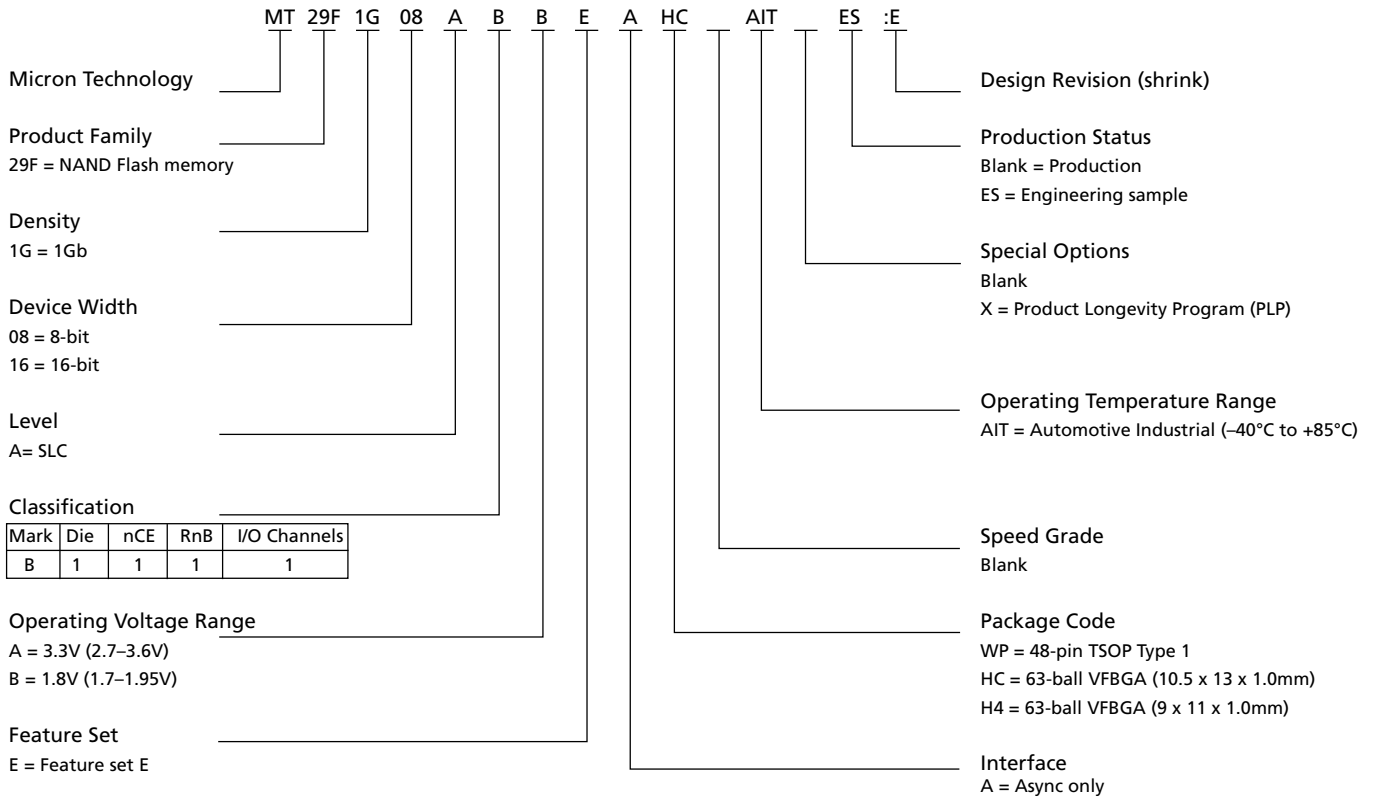 MT 29F 1G 08 A B B E A HC AIT ES :E
Micron Technology
Product Family
29F = NAND Flash memory
Density
1G = 1Gb
Device Width
08 = 8-bit
16 = 16-bit
Level
A= SLC
Classification
Mark Die nCE RnB I/O Channels
B 1 1 1 1
Operating Voltage Range
A = 3.3V (2.7–3.6V)
B = 1.8V (1.7–1.95V)
Feature Set
E = Feature set E
Design Revision (shrink)
Production Status
Blank = Production
ES = Engineering sample
Special Options
Blank
X = Product Longevity Program (PLP)
Operating Temperature Range
AIT = Automotive Industrial (–40°C to +85°C)
Speed Grade
Blank
Package Code
WP = 48-pin TSOP Type 1
HC = 63-ball VFBGA (10.5 x 13 x 1.0mm)
H4 = 63-ball VFBGA (9 x 11 x 1.0mm)
Interface
A = Async only